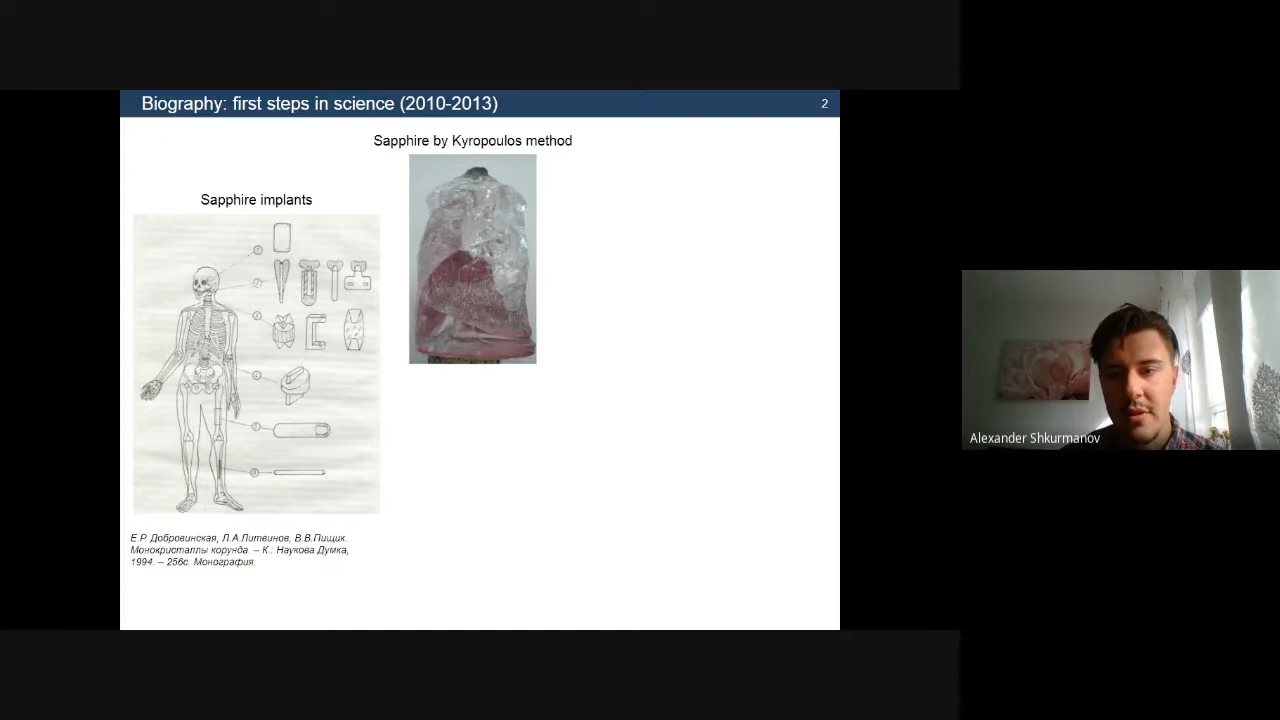 Biography: first steps in science (2010-2013)
2
Sapphire by Kyropoulos method
Sapphire implants
Е.Р. Добровинская, Л.А.Литвинов, В.В.Пищик.
Монокристаллы корунда. – К.: Наукова Думка,
1994. – 256с. Монография.
Alexander Shkurmanov